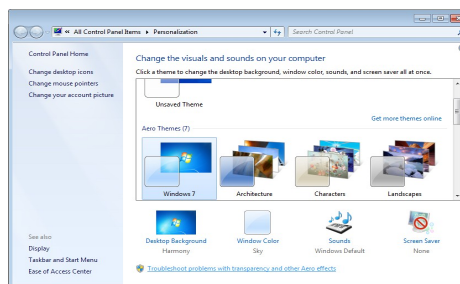 « All Control Panel Items ▸ Personalization
Search Control Panel
Control Panel Home
Change desktop icons
Change mouse pointers
Change your account picture
See also
Display
Taskbar and Start Menu
Ease of Access Center
Change the visuals and sounds on your computer
Click a theme to change the desktop background, window color, sounds, and screen saver all at once.
Unsaved Theme
Get more themes online
Aero Themes (7)
Windows 7
Architecture
Characters
Landscapes
Desktop Background
Harmony
Window Color
Sky
Sounds
Windows Default
Screen Saver
None
Troubleshoot problems with transparency and other Aero effects